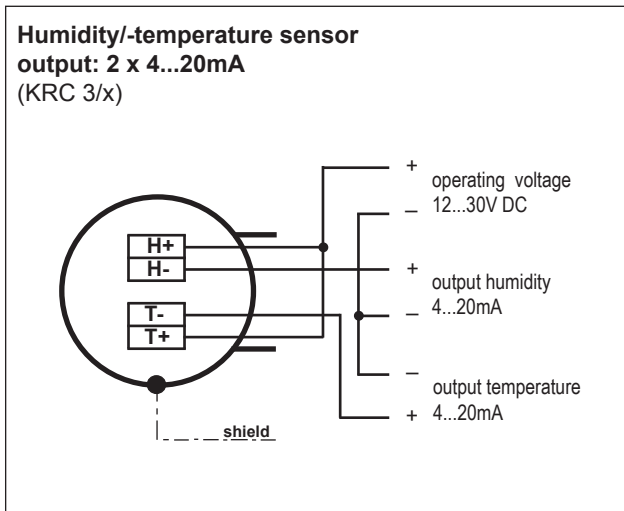 Humidity/-temperature sensor
output: 2 x 4...20mA
(KRC 3/x)
+
operating voltage
– 12...30V DC
H+
H-
+
output humidity
4...20mA
–
T-
T+
–
output temperature
+ 4...20mA
shield